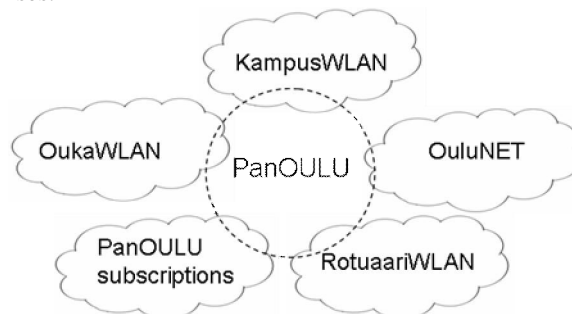 KampusWLAN
OukaWLAN
PanOULU
OuluNET
PanOULU
subscriptions
RotuaariWLAN